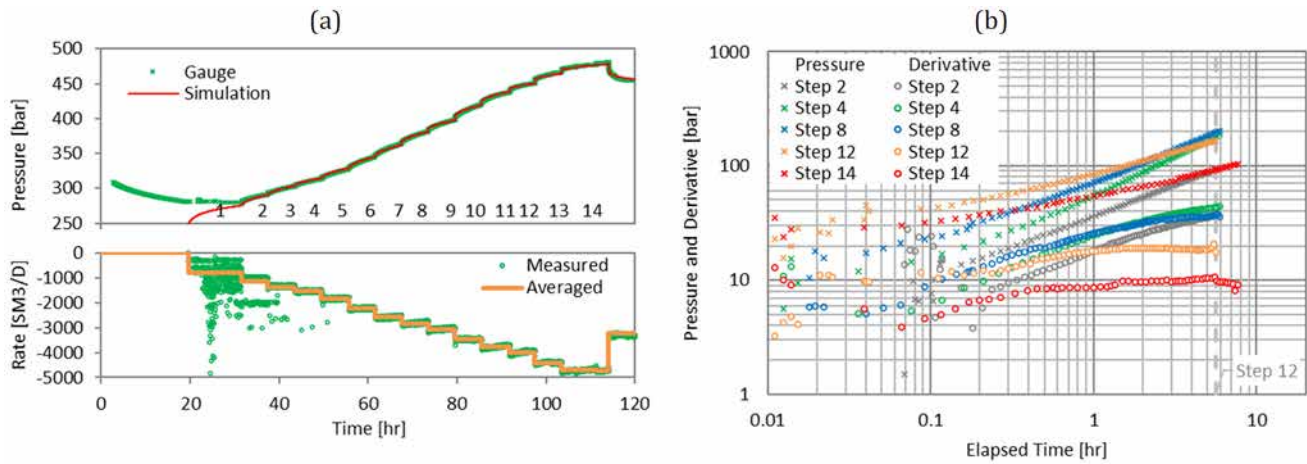 (a)
500
450
400
350
300
250
Pressure [bar]
Gauge
Simulation
1 2 3 4 5 6 7 8 9 10 11 12 13 14
0
-1000
-2000
-3000
-4000
-5000
Rate [SM3/D]
Measured
Averaged
0 20 40 60 80 100 120
Time [hr]
(b)
1000
100
10
1
Pressure and Derivative [bar]
Pressure Derivative
Step 2 Step 2
Step 4 Step 4
Step 8 Step 8
Step 12 Step 12
Step 14 Step 14
Step 12
0.01 0.1 1 10
Elapsed Time [hr]